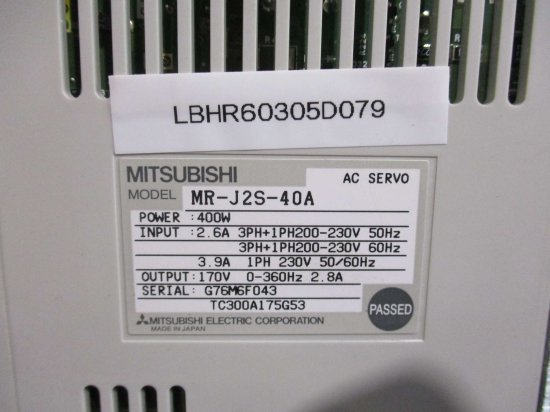 LBHR60305D079
MITSUBISHI AC SERVO
MODEL MR-J2S-40A
POWER :400W
INPUT :2.6A 3PH+1PH200-230V 50Hz
3PH+1PH200-230V 60Hz
3.9A 1PH 230V 50/60Hz
OUTPUT:170V 0-360Hz 2.8A
SERIAL: G76M6F043
TC300A175G53
PASSED
MITSUBISHI ELECTRIC CORPORATION
MADE IN JAPAN